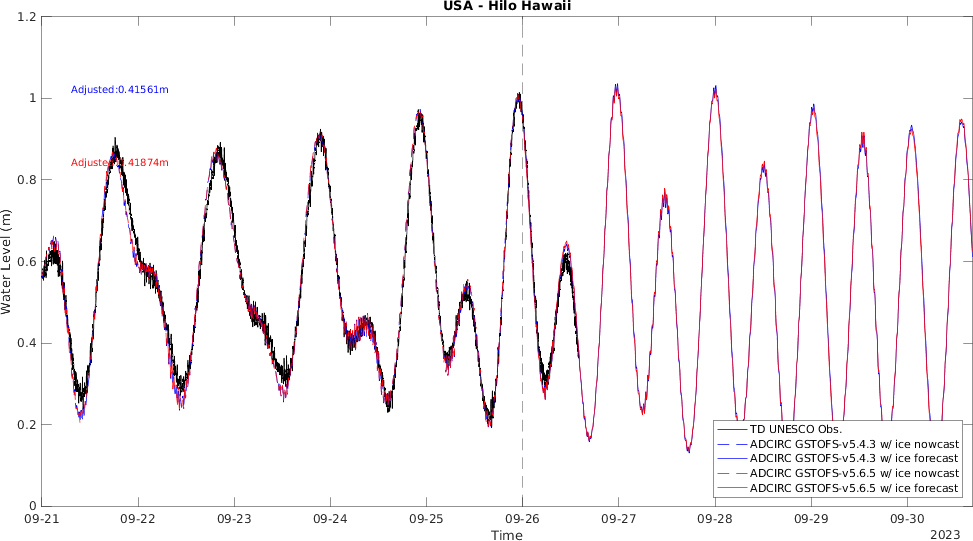 USA - Hilo Hawaii
1.2
1
0.8
0.6
0.4
0.2
0
Water Level (m)
Adjusted:0.41561m
Adjusted:0.41874m
TD UNESCO Obs.
ADCIRC GSTOFS-v5.4.3 w/ ice nowcast
ADCIRC GSTOFS-v5.4.3 w/ ice forecast
ADCIRC GSTOFS-v5.6.5 w/ ice nowcast
ADCIRC GSTOFS-v5.6.5 w/ ice forecast
09-21 09-22 09-23 09-24 09-25 09-26 09-27 09-28 09-29 09-30
Time
2023